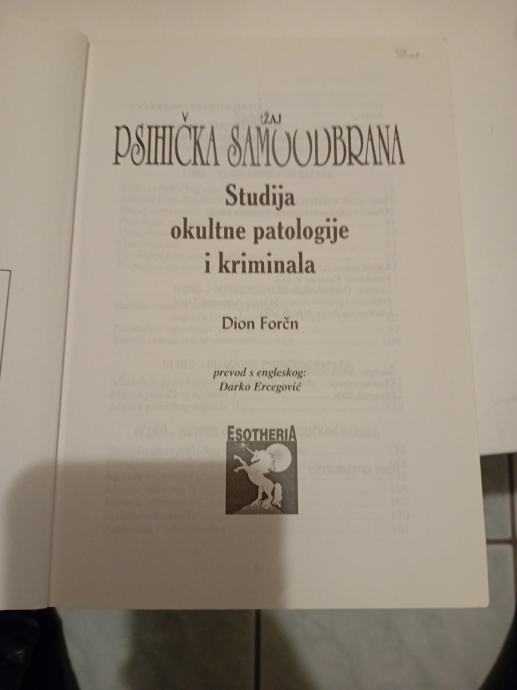 PSIHIČKA SAMOODBRANA
Studija
okultne patologije
i kriminala
Dion Forčn
prevod s engleskog:
Darko Ercegović
ESOTHERIA